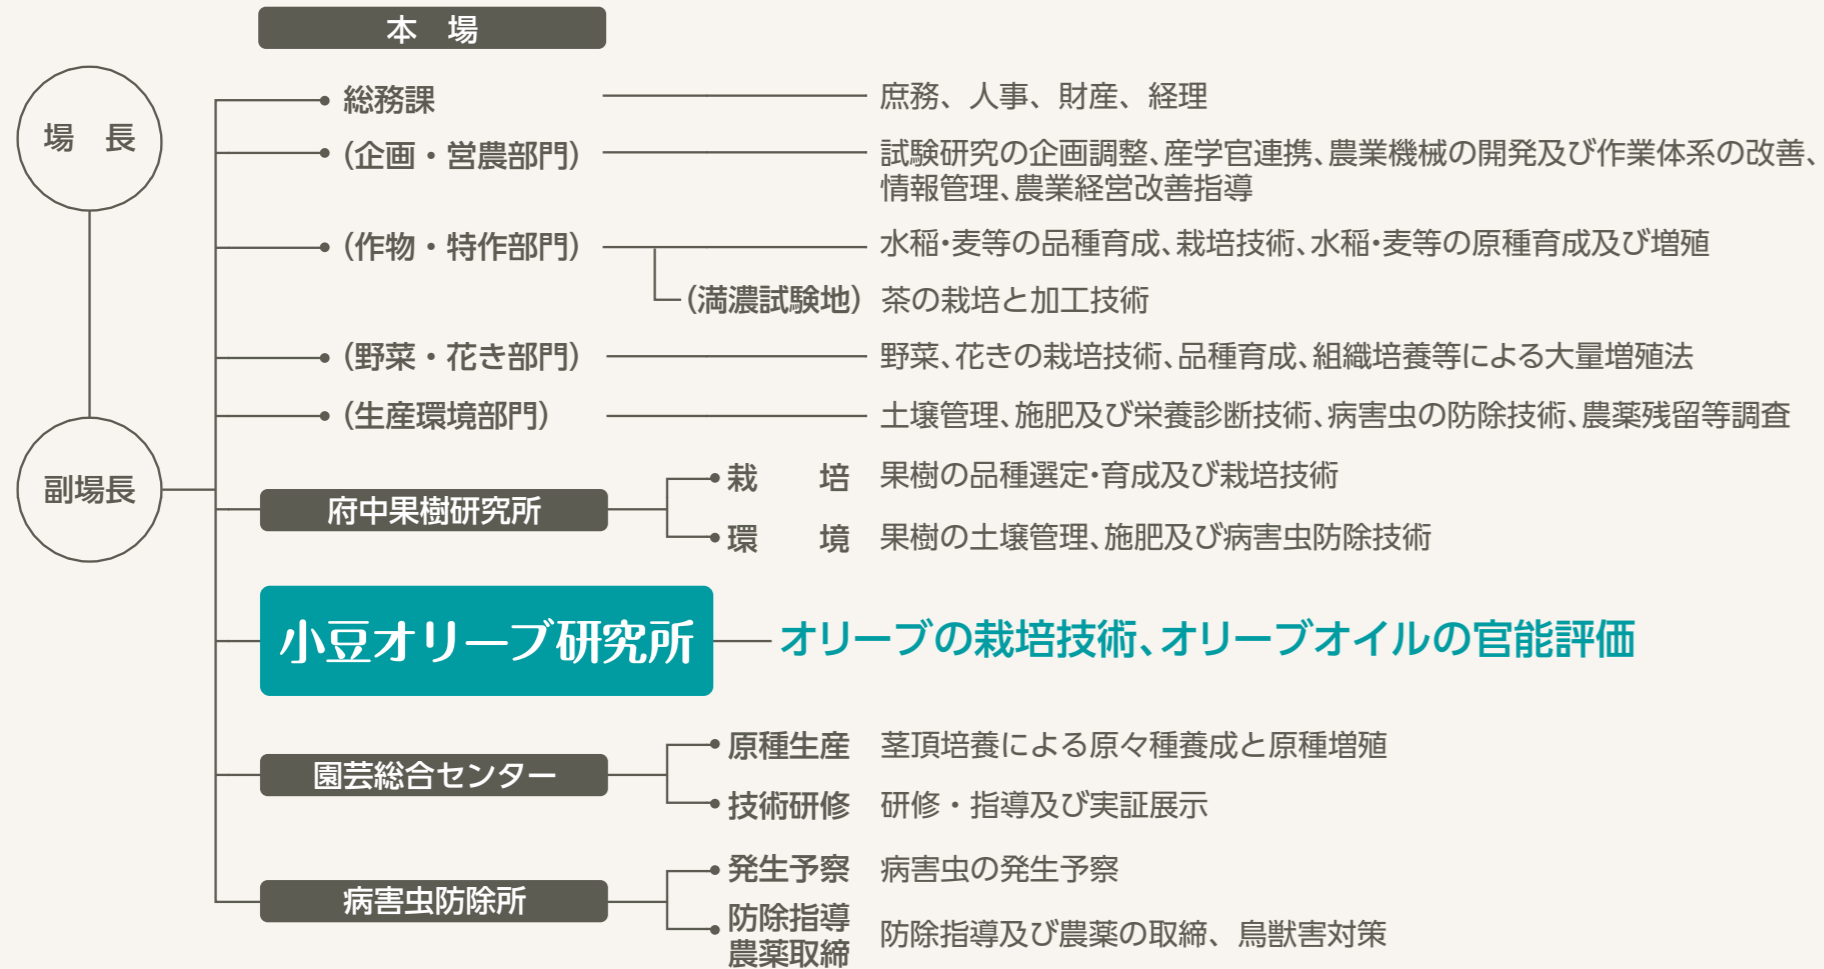 本 場
場 長
総務課
庶務、人事、財産、経理
(企画・営農部門)
試験研究の企画調整、産学官連携、農業機械の開発及び作業体系の改善、
情報管理、農業経営改善指導
(作物・特作部門)
水稲・麦等の品種育成、栽培技術、水稲・麦等の原種育成及び増殖
(満濃試験地)
茶の栽培と加工技術
(野菜・花き部門)
野菜、花きの栽培技術、品種育成、組織培養等による大量増殖法
(生産環境部門)
土壌管理、施肥及び栄養診断技術、病害虫の防除技術、農薬残留等調査
副場長
府中果樹研究所
栽 培
果樹の品種選定・育成及び栽培技術
環 境
果樹の土壌管理、施肥及び病害虫防除技術
小豆オリーブ研究所
オリーブの栽培技術、オリーブオイルの官能評価
園芸総合センター
原種生産
茎頂培養による原々種養成と原種増殖
技術研修
研修・指導及び実証展示
病害虫防除所
発生予察
病害虫の発生予察
防除指導
農薬取締
防除指導及び農薬の取締、鳥獣害対策